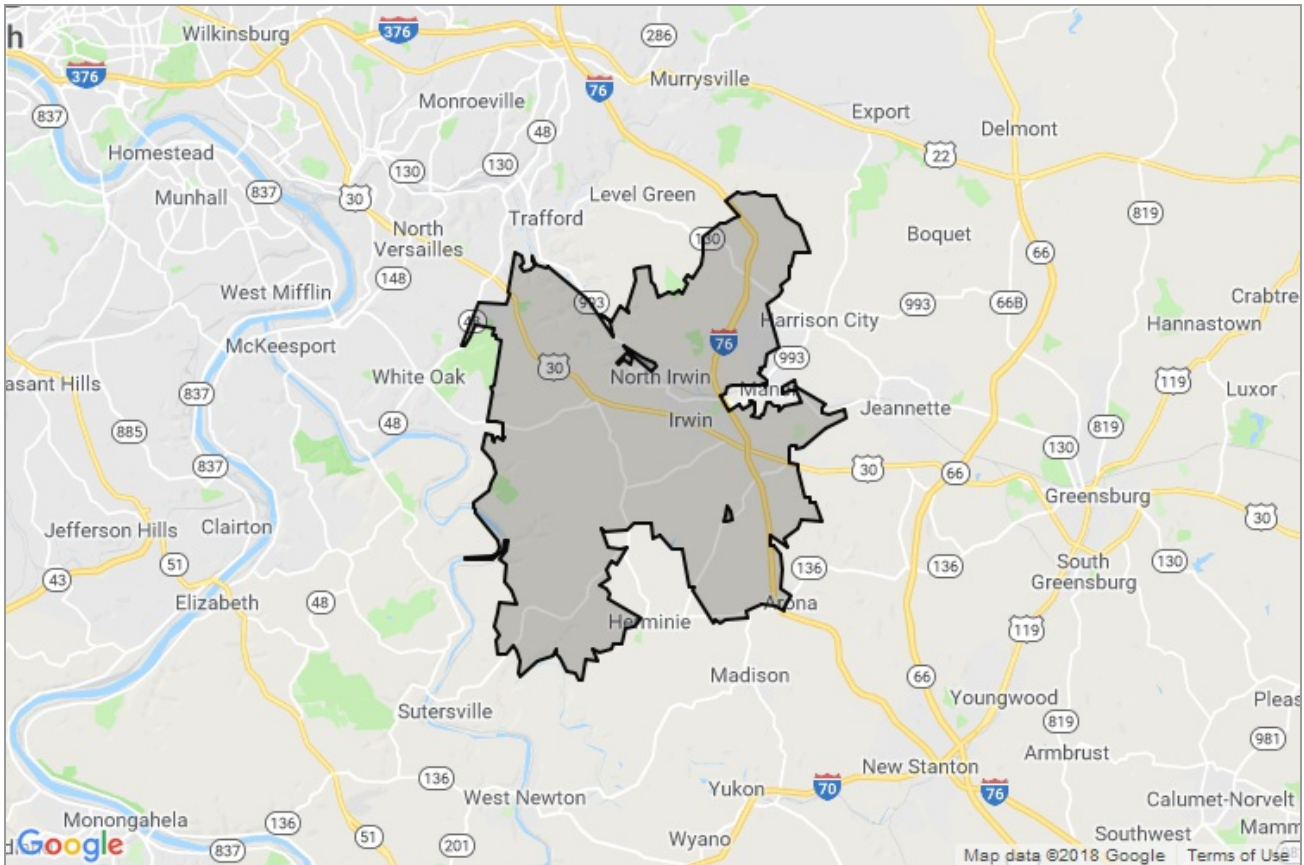 h
Wilkinsburg
376
286
376
76
Murrysville
837
Monroeville
48
Export
Delmont
Homestead
130
130
22
Munhall
837
30
Level Green
819
Trafford
North
Versailles
130
Boquet
66
148
West Mifflin
993
993
66B
Crabtre
48
Harrison City
Hannastown
McKeesport
76
993
asant Hills
White Oak
30
North Irwin
119
Luxor
837
Irwin
Jeannette
48
819
885
130
837
30
66
Greensburg
Jefferson Hills
Clairton
30
51
136
136
South
Greensburg
130
43
Elizabeth
48
Arona
Herminie
119
Madison
66
Youngwood
Pleas
Sutersville
819
Armbrust
981
136
New Stanton
West Newton
Yukon
70
76
Calumet-Norvelt
Monongahela
136
51
201
Wyano
Southwest
Mamm
Google
837
Map data ©2018 Google
Terms of Use